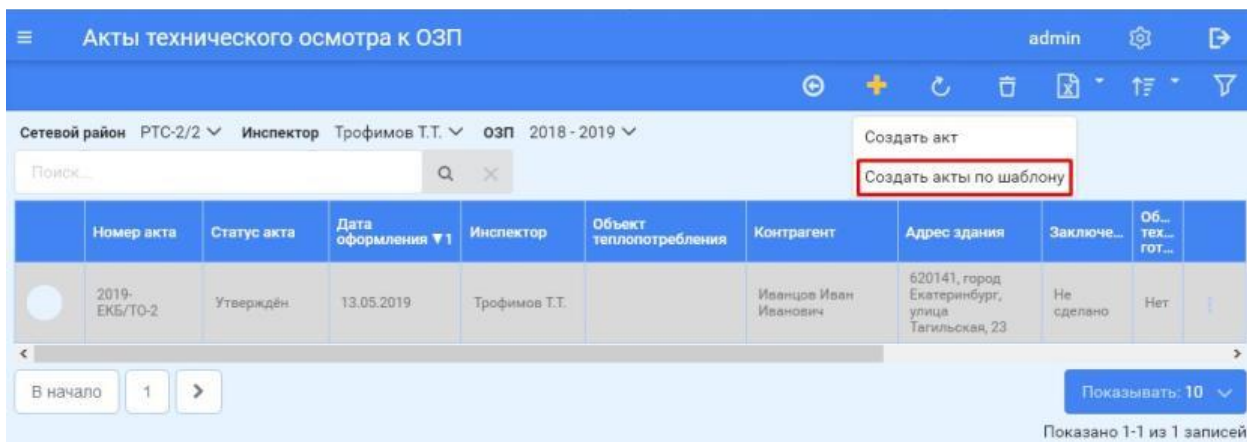 Акты технического осмотра к ОЗП
admin
Сетевой район РТС-2/2 Инспектор Трофимов Т.Т. ОЗП 2018 - 2019
Создать акт
Поиск...
Создать акты по шаблону
Номер акта
Статус акта
Дата
оформления ▼1
Инспектор
Объект
теплопотребления
Контрагент
Адрес здания
Заключе...
Об...
тех...
гот...
2019-
ЕКБ/ТО-2
Утверждён
13.05.2019
Трофимов Т.Т.
Иванцов Иван
Иванович
620141, город
Екатеринбург,
улица
Тагильская, 23
Не
сделано
Нет
В начало
1
Показывать: 10
Показано 1-1 из 1 записей